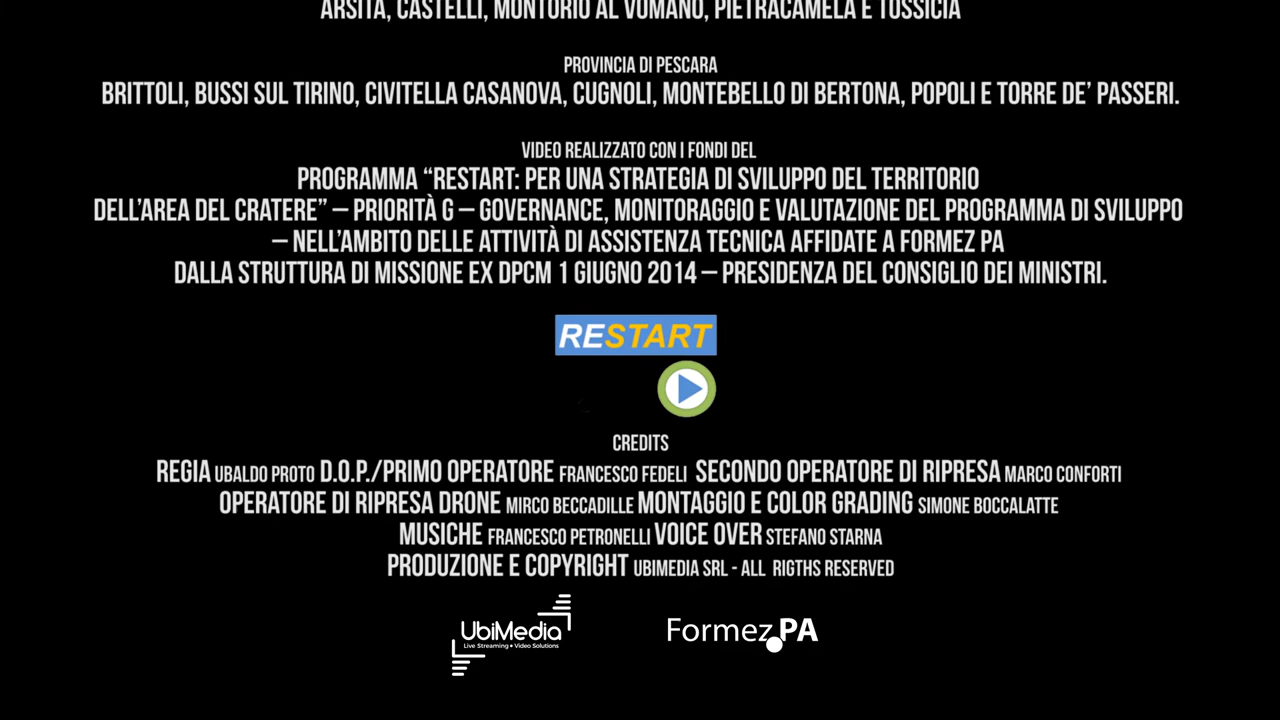 ARSITA, CASTELLI, MONTORIO AL VOMANO, PIETRACAMELA E TOSSICIA
PROVINCIA DI PESCARA
BRITTOLI, BUSSI SUL TIRINO, CIVITELLA CASANOVA, CUGNOLI, MONTEBELLO DI BERTONA, POPOLI E TORRE DE’ PASSERI.
VIDEO REALIZZATO CON I FONDI DEL
PROGRAMMA “RESTART: PER UNA STRATEGIA DI SVILUPPO DEL TERRITORIO
DELL’AREA DEL CRATERE” – PRIORITÀ G – GOVERNANCE, MONITORAGGIO E VALUTAZIONE DEL PROGRAMMA DI SVILUPPO
– NELL’AMBITO DELLE ATTIVITÀ DI ASSISTENZA TECNICA AFFIDATE A FORMEZ PA
DALLA STRUTTURA DI MISSIONE EX DPCM 1 GIUGNO 2014 – PRESIDENZA DEL CONSIGLIO DEI MINISTRI.
RESTART
CREDITS
REGIA UBALDO PROTO D.O.P./PRIMO OPERATORE FRANCESCO FEDELI SECONDO OPERATORE DI RIPRESA MARCO CONFORTI
OPERATORE DI RIPRESA DRONE MIRCO BECCADILLE MONTAGGIO E COLOR GRADING SIMONE BOCCALATTE
MUSICHE FRANCESCO PETRONELLI VOICE OVER STEFANO STARNA
PRODUZIONE E COPYRIGHT UBIMEDIA SRL - ALL RIGTHS RESERVED
UbiMedia
Live Streaming • Video Solutions
Formez.PA